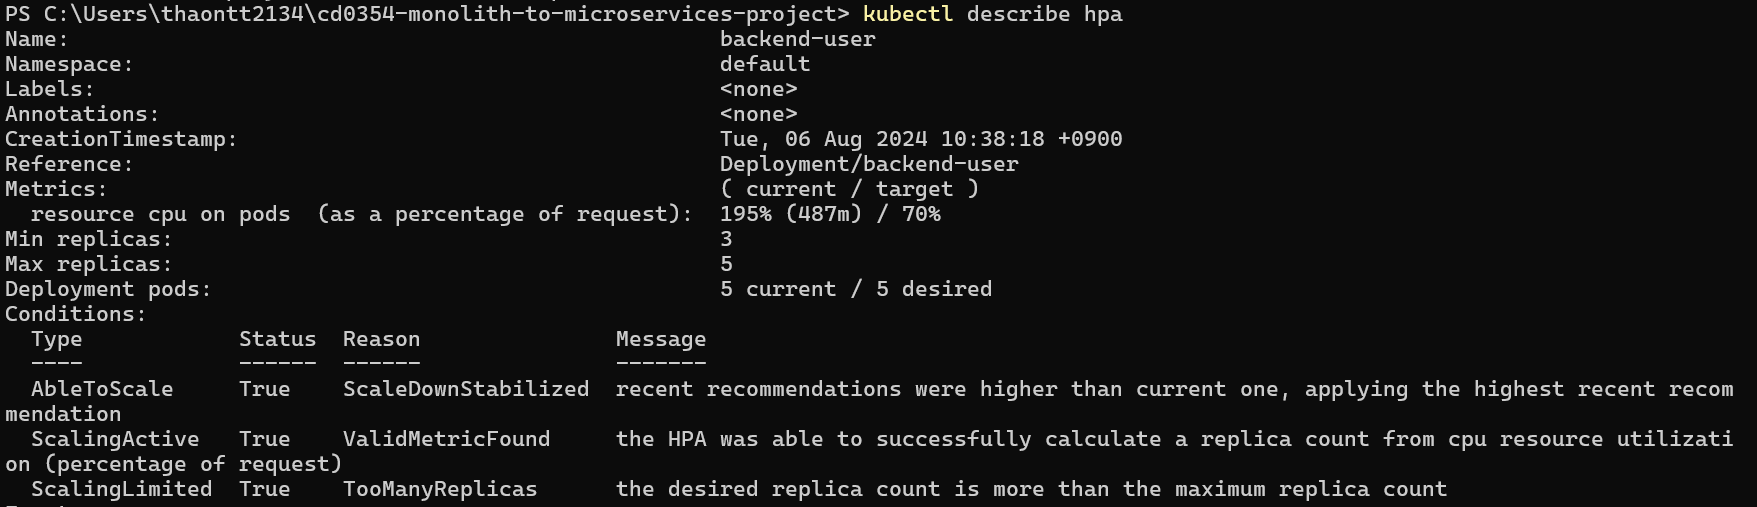 PS C:\Users\thaontt2134\cd0354-monolith-to-microservices-project> kubectl describe hpa
Name:                                                  backend-user
Namespace:                                             default
Labels:                                                <none>
Annotations:                                           <none>
CreationTimestamp:                                     Tue, 06 Aug 2024 10:38:18 +0900
Reference:                                             Deployment/backend-user
Metrics:                                               ( current / target )
  resource cpu on pods  (as a percentage of request):  195% (487m) / 70%
Min replicas:                                          3
Max replicas:                                          5
Deployment pods:                                       5 current / 5 desired
Conditions:
  Type            Status  Reason               Message
  ----            ------  ------               -------
  AbleToScale     True    ScaleDownStabilized  recent recommendations were higher than current one, applying the highest recent recom
mendation
  ScalingActive   True    ValidMetricFound     the HPA was able to successfully calculate a replica count from cpu resource utilizati
on (percentage of request)
  ScalingLimited  True    TooManyReplicas      the desired replica count is more than the maximum replica count